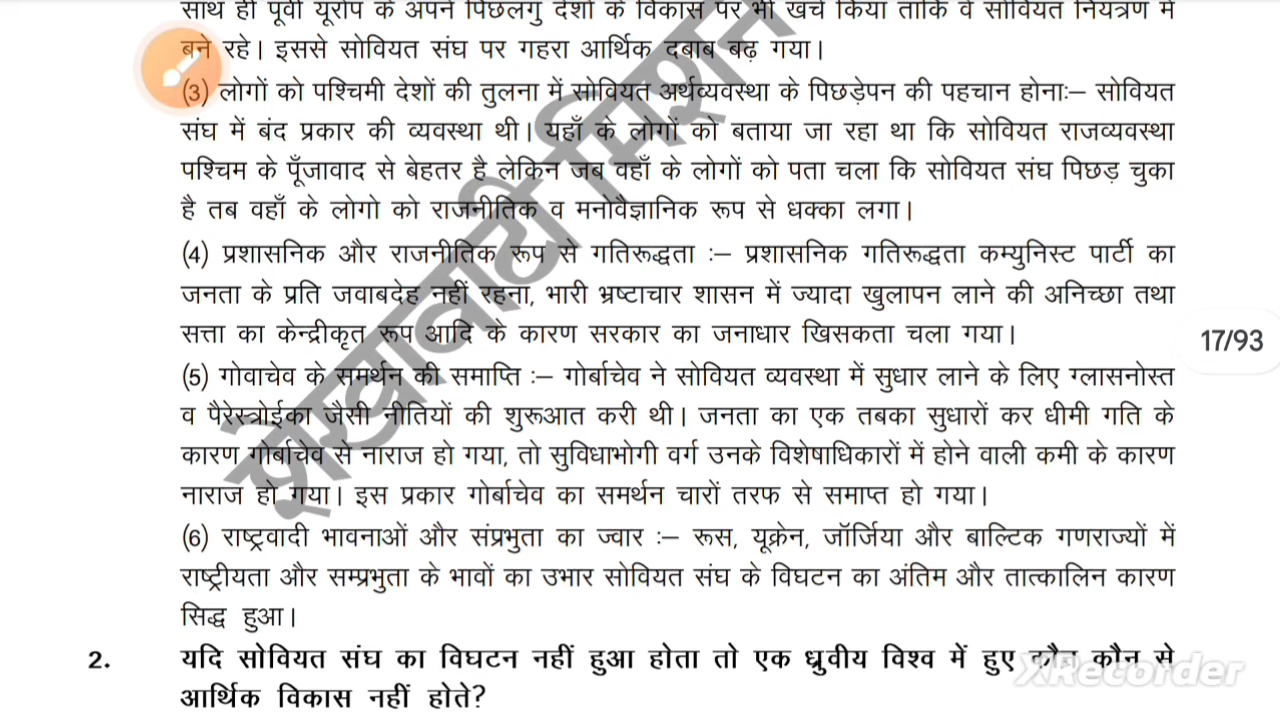 साथ ही पूर्वी यूरोप के अपने पिछलगु देशों के विकास पर भी खर्च किया ताकि वे सोवियत नियंत्रण में
बने रहे। इससे सोवियत संघ पर गहरा आर्थिक दबाब बढ़ गया।
(3) लोगों को पश्चिमी देशों की तुलना में सोवियत अर्थव्यवस्था के पिछड़ेपन की पहचान होनाः– सोवियत
संघ में बंद प्रकार की व्यवस्था थी। यहाँ के लोगों को बताया जा रहा था कि सोवियत राजव्यवस्था
पश्चिम के पूँजावाद से बेहतर है लेकिन जब वहाँ के लोगों को पता चला कि सोवियत संघ पिछड़ चुका
है तब वहाँ के लोगो को राजनीतिक व मनोवैज्ञानिक रूप से धक्का लगा।
(4) प्रशासनिक और राजनीतिक रूप से गतिरूद्धता :– प्रशासनिक गतिरूद्धता कम्युनिस्ट पार्टी का
जनता के प्रति जवाबदेह नहीं रहना, भारी भ्रष्टाचार शासन में ज्यादा खुलापन लाने की अनिच्छा तथा
सत्ता का केन्द्रीकृत रूप आदि के कारण सरकार का जनाधार खिसकता चला गया।
17/93
(5) गोवाचेव के समर्थन की समाप्ति :– गोर्बाचेव ने सोवियत व्यवस्था में सुधार लाने के लिए ग्लासनोस्त
व पैरेस्त्रोईका जैसी नीतियों की शुरूआत करी थी। जनता का एक तबका सुधारों कर धीमी गति के
कारण गोर्बाचेव से नाराज हो गया, तो सुविधाभोगी वर्ग उनके विशेषाधिकारों में होने वाली कमी के कारण
नाराज हो गया। इस प्रकार गोर्बाचेव का समर्थन चारों तरफ से समाप्त हो गया।
(6) राष्ट्रवादी भावनाओं और संप्रभुता का ज्वार :– रूस, यूक्रेन, जॉर्जिया और बाल्टिक गणराज्यों में
राष्ट्रीयता और सम्प्रभुता के भावों का उभार सोवियत संघ के विघटन का अंतिम और तात्कालिन कारण
सिद्ध हुआ।
2. यदि सोवियत संघ का विघटन नहीं हुआ होता तो एक ध्रुवीय विश्व में हुए कौन कौन से
आर्थिक विकास नहीं होते?
शेखावाटी मिशन
XRecorder